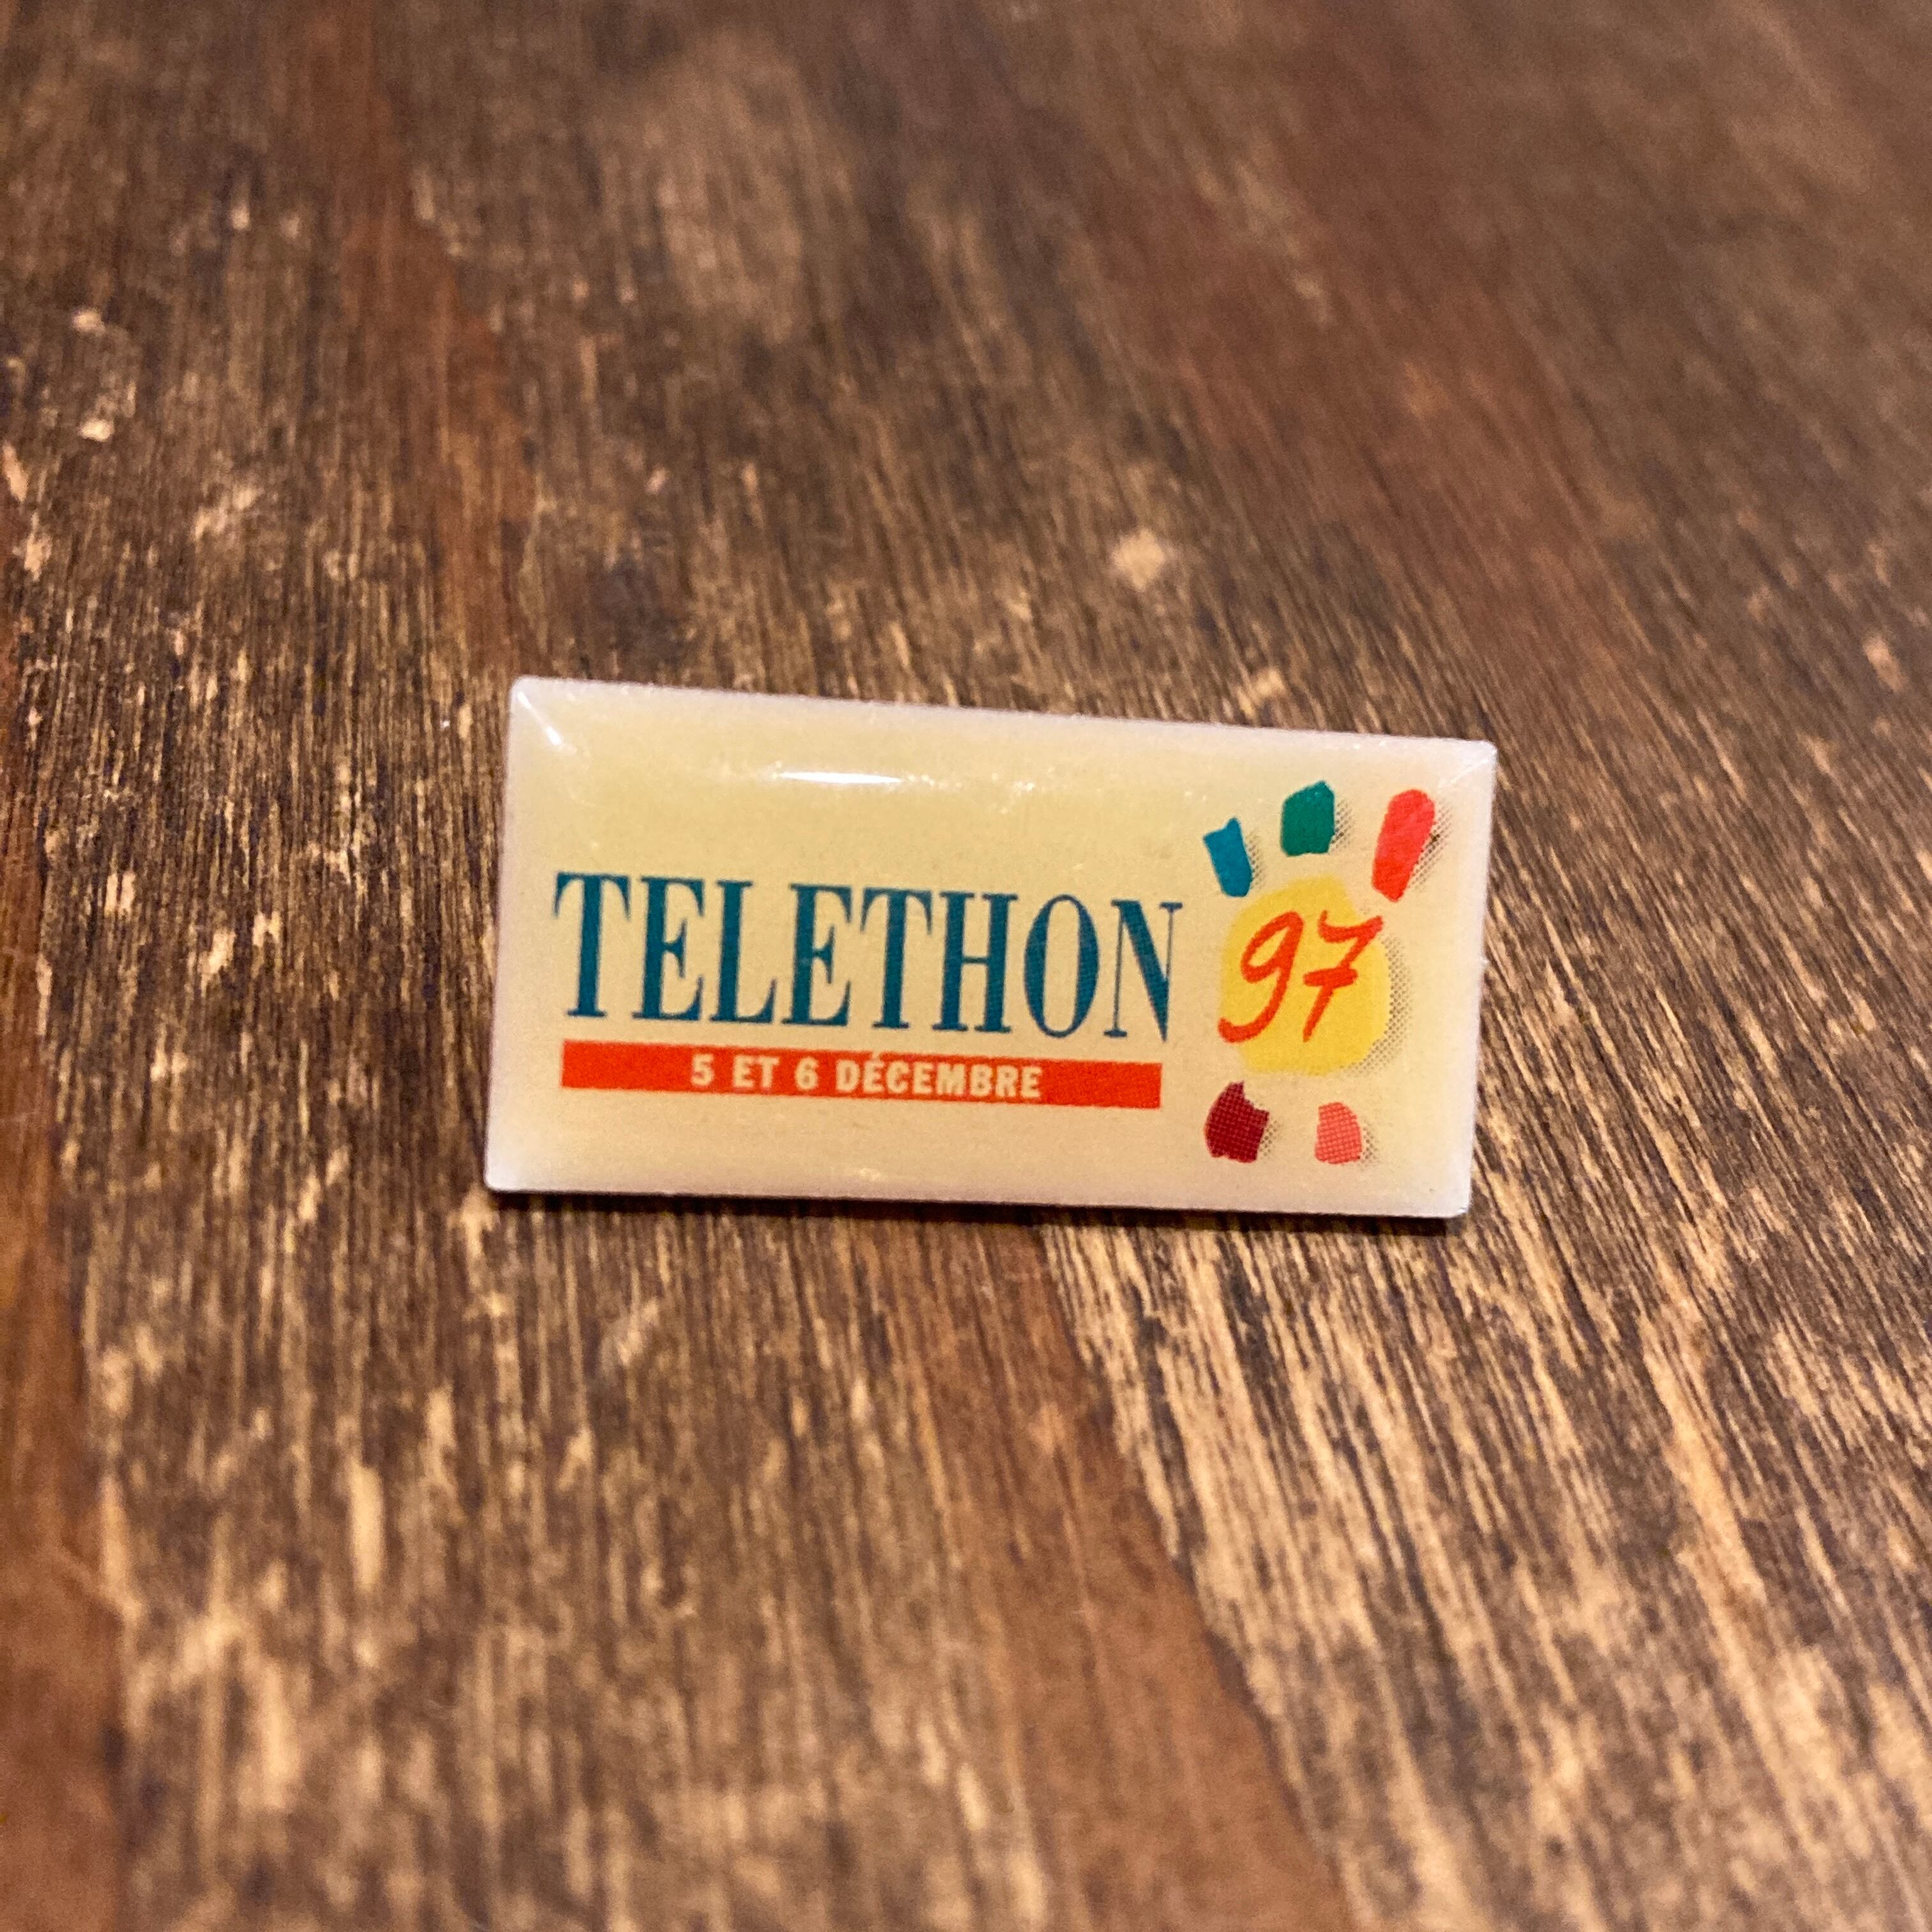 TELETHON 97
5 ET 6 DÉCEMBRE